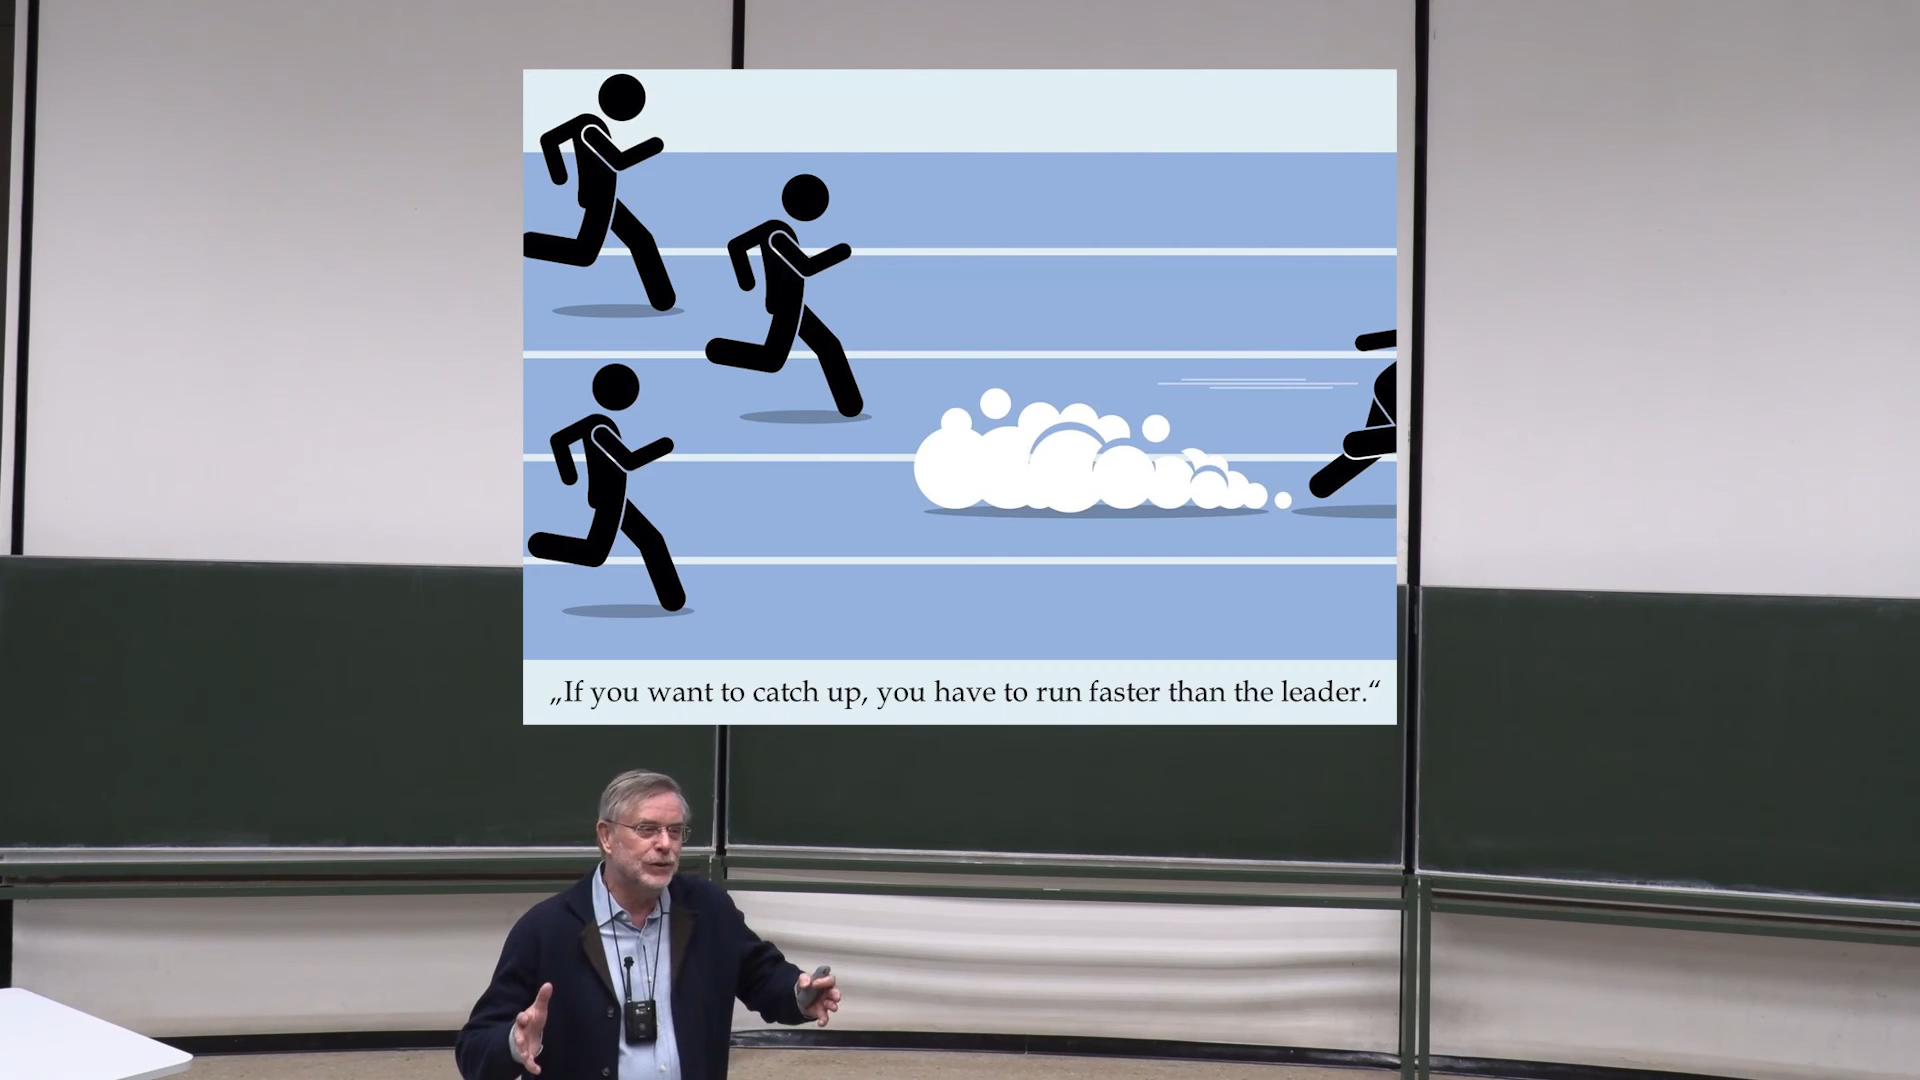 „If you want to catch up, you have to run faster than the leader.“